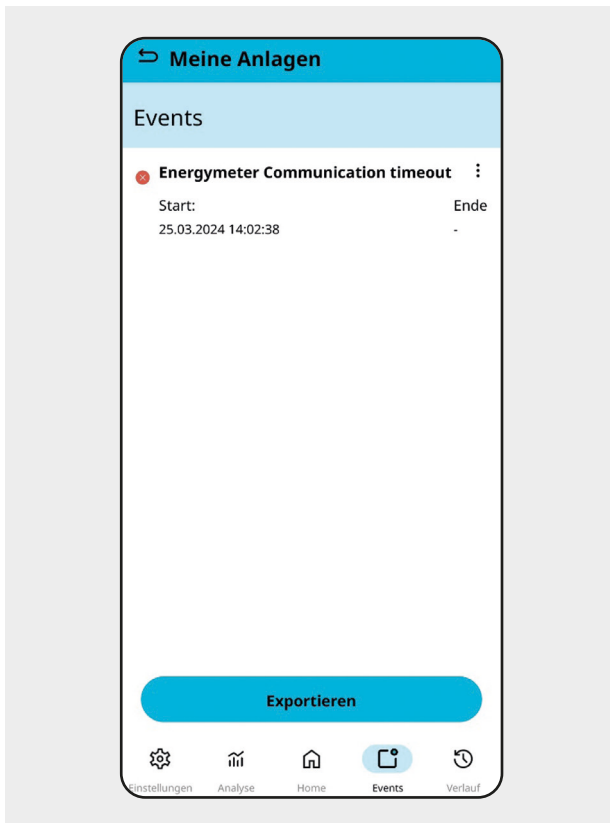 Meine Anlagen
Events
Energymeter Communication timeout
Start: Ende
25.03.2024 14:02:38 -
Exportieren
Einstellungen Analyse Home Events Verlauf